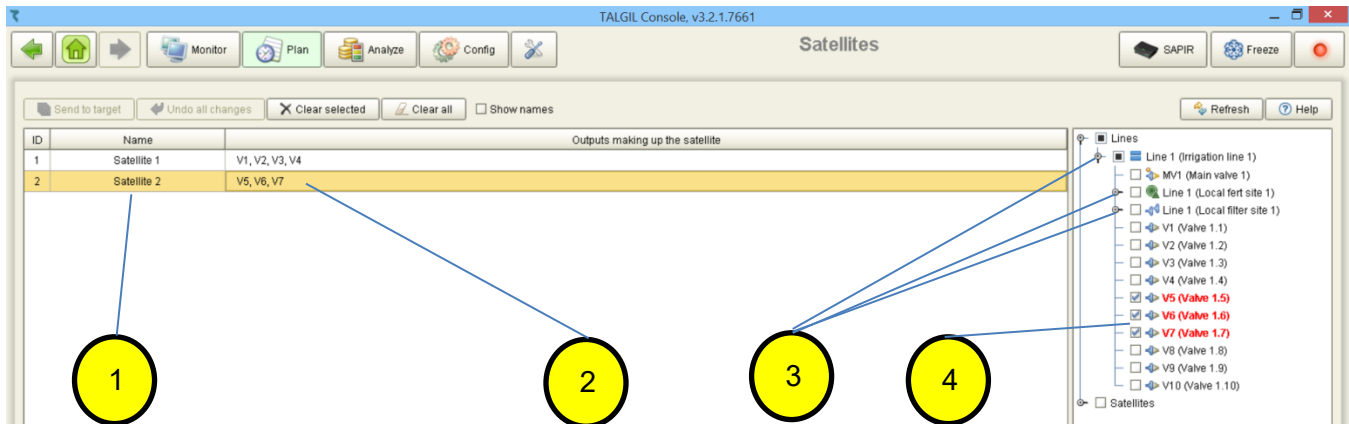 TALGIL Console, v3.2.1.7661
Monitor Plan Analyze Config Satellites SAPIR Freeze
Send to target Undo all changes Clear selected Clear all Show names Refresh Help
ID Name Outputs making up the satellite
1 Satellite 1 V1, V2, V3, V4
2 Satellite 2 V5, V6, V7
Lines
Line 1 (Irrigation line 1)
MV1 (Main valve 1)
Line 1 (Local fert site 1)
Line 1 (Local filter site 1)
V1 (Valve 1.1)
V2 (Valve 1.2)
V3 (Valve 1.3)
V4 (Valve 1.4)
V5 (Valve 1.5)
V6 (Valve 1.6)
V7 (Valve 1.7)
V8 (Valve 1.8)
V9 (Valve 1.9)
V10 (Valve 1.10)
Satellites
1 2 3 4